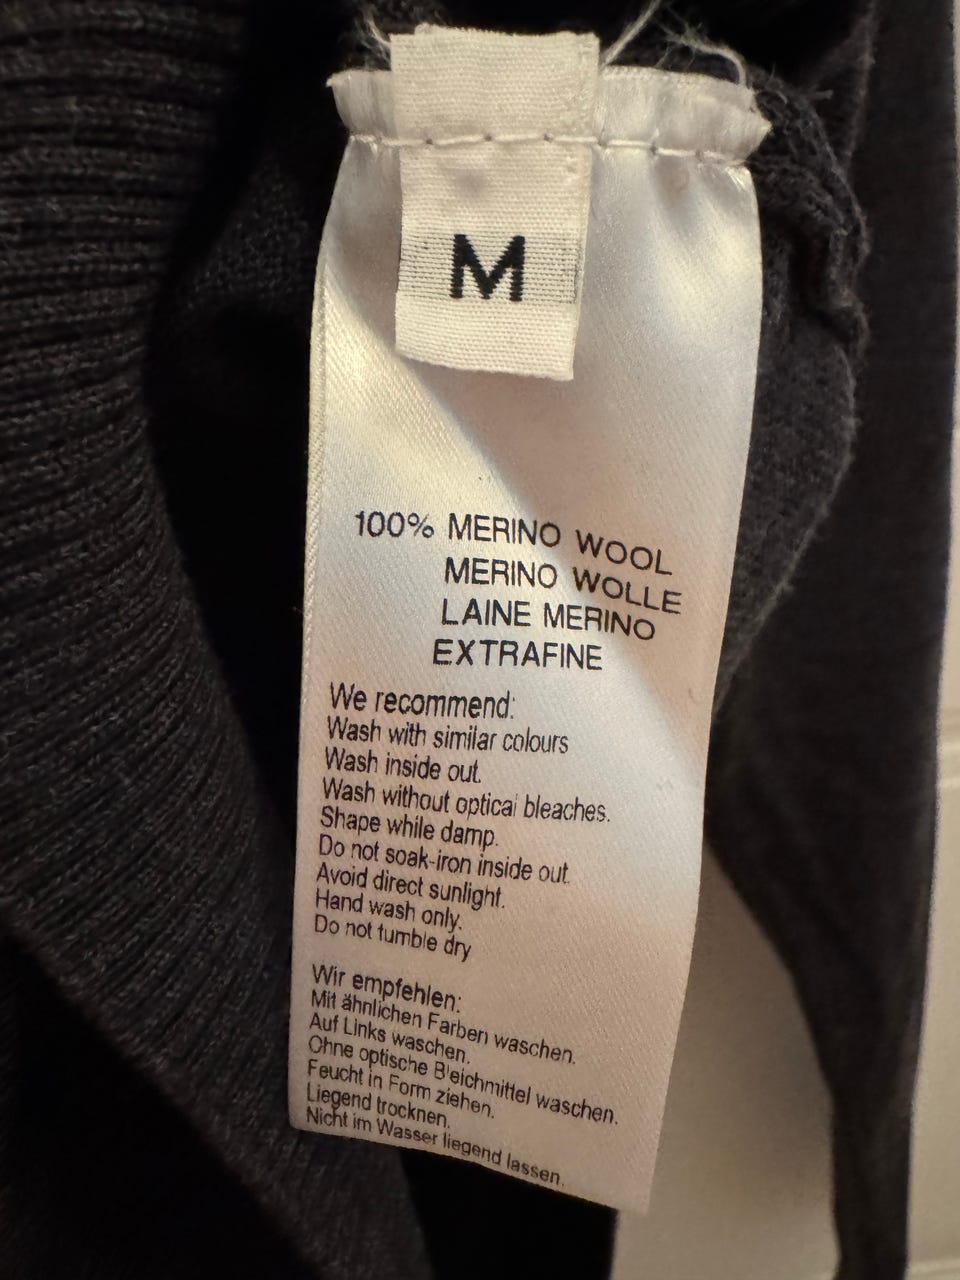 M
100% MERINO WOOL
MERINO WOLLE
LAINE MERINO
EXTRAFINE
We recommend:
Wash with similar colours
Wash inside out.
Wash without optical bleaches.
Shape while damp.
Do not soak-iron inside out.
Avoid direct sunlight.
Hand wash only.
Do not tumble dry
Wir empfehlen:
Mit ähnlichen Farben waschen.
Auf Links waschen.
Ohne optische Bleichmittel waschen.
Feucht in Form ziehen.
Liegend trocknen.
Nicht im Wasser liegend lassen.